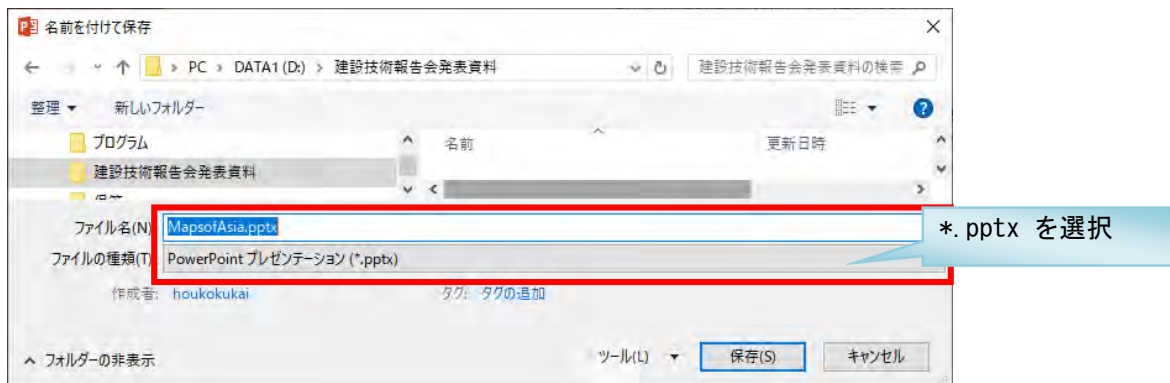 名前を付けて保存
PC > DATA1 (D:) > 建設技術報告会発表資料
建設技術報告会発表資料の検索
整理 新しいフォルダー
プログラム
名前 更新日時
建設技術報告会発表資料
ファイル名(N)
MapsofAsia.pptx
*.pptx を選択
ファイルの種類(T)
PowerPoint プレゼンテーション (*.pptx)
作成者: houkokukai タグ: タグの追加
フォルダーの非表示
ツール(L) 保存(S) キャンセル